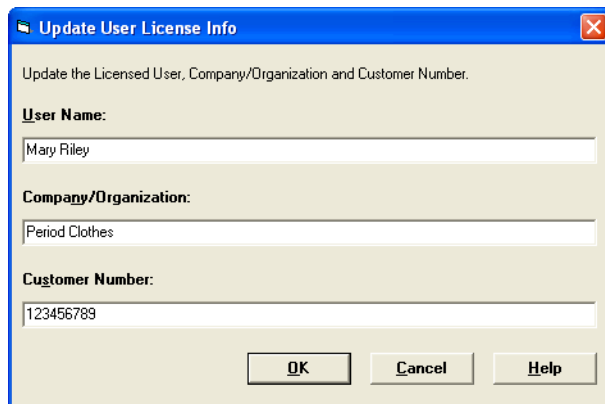 Update User License Info
Update the Licensed User, Company/Organization and Customer Number.
User Name:
Mary Riley
Company/Organization:
Period Clothes
Customer Number:
123456789
OK Cancel Help